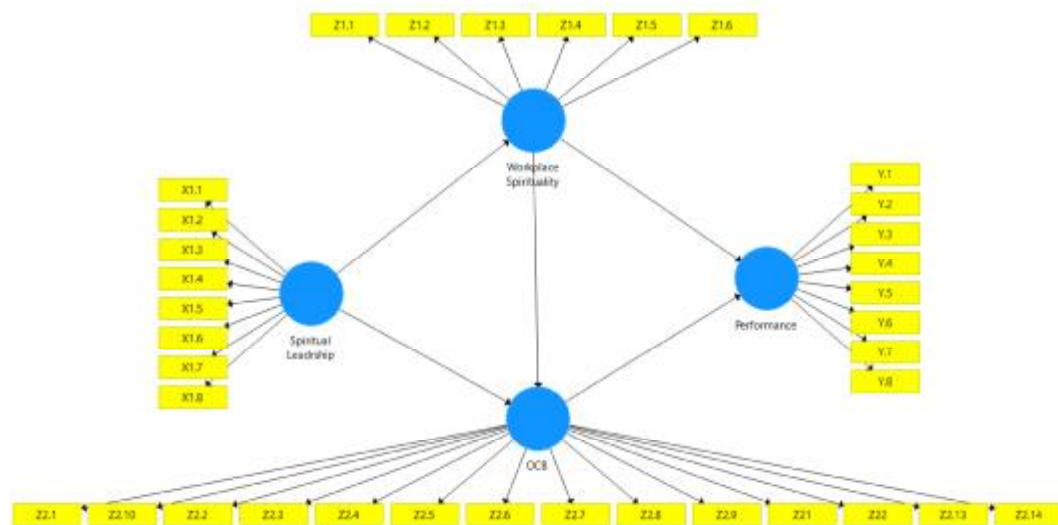 Z1.1 Z1.2 Z1.3 Z1.4 Z1.5 Z1.6
Workplace
Spirituality
X1.1
X1.2
X1.3
X1.4
X1.5
X1.6
X1.7
X1.8
Spiritual
Leadrship
Y.1
Y.2
Y.3
Y.4
Y.5
Y.6
Y.7
Y.8
Performance
OCB
Z2.1 Z2.10 Z2.2 Z2.3 Z2.4 Z2.5 Z2.6 Z2.7 Z2.8 Z2.9 Z21 Z22 Z2.13 Z2.14